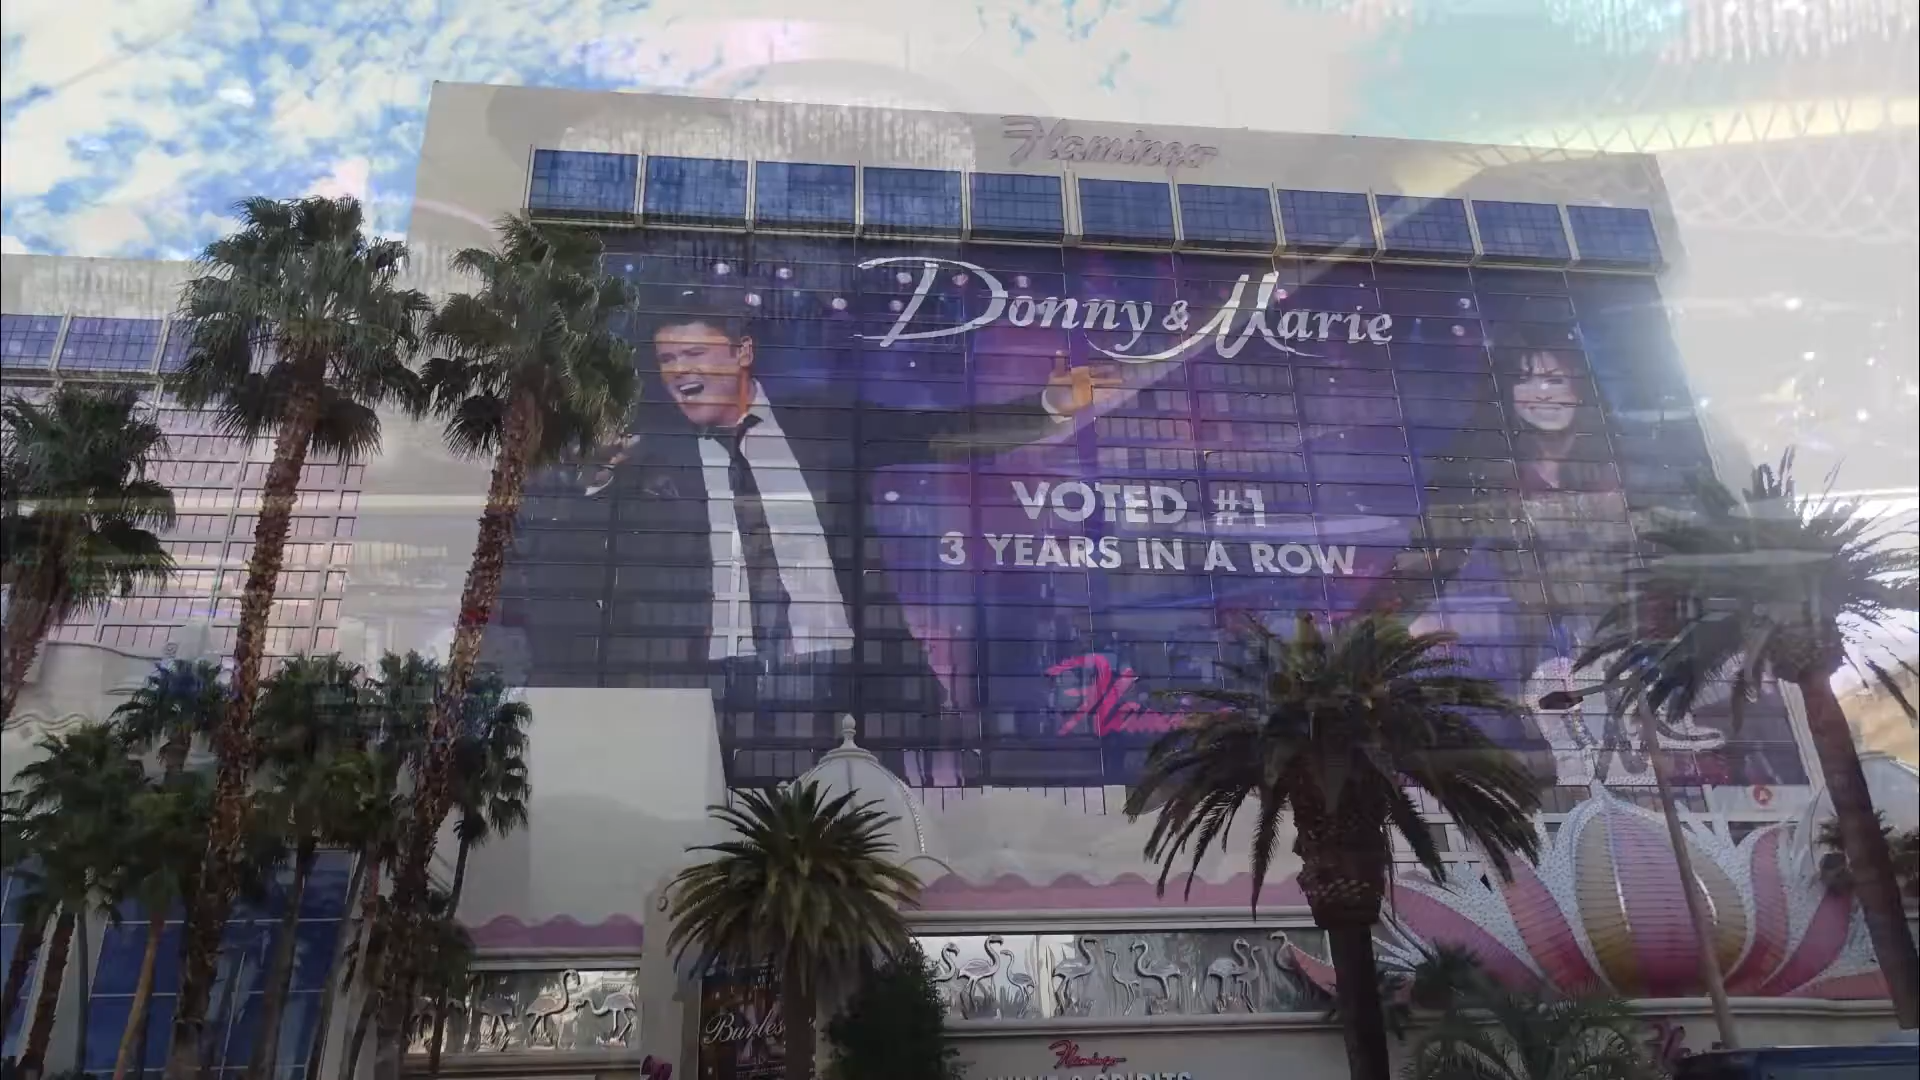 Flamingo
Donny & Marie
VOTED #1
3 YEARS IN A ROW
Flamingo